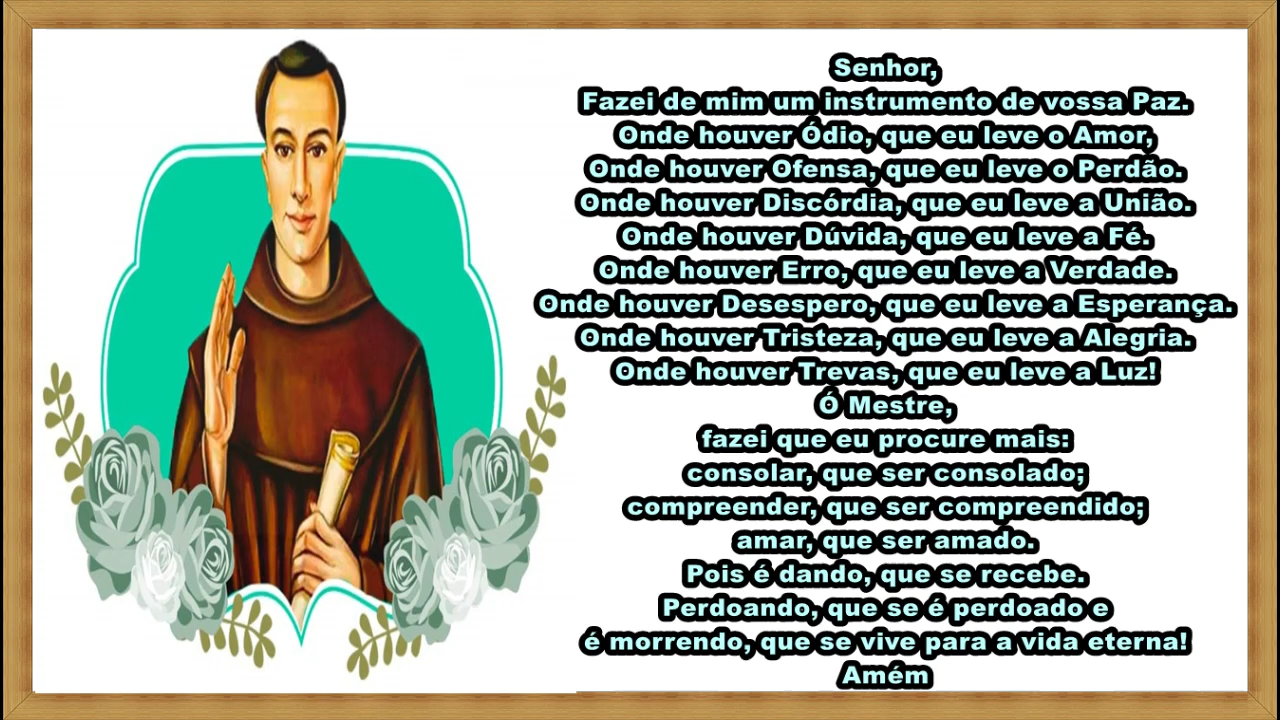 Senhor,
Fazei de mim um instrumento de vossa Paz.
Onde houver Ódio, que eu leve o Amor,
Onde houver Ofensa, que eu leve o Perdão.
Onde houver Discórdia, que eu leve a União.
Onde houver Dúvida, que eu leve a Fé.
Onde houver Erro, que eu leve a Verdade.
Onde houver Desespero, que eu leve a Esperança.
Onde houver Tristeza, que eu leve a Alegria.
Onde houver Trevas, que eu leve a Luz!
Ó Mestre,
fazei que eu procure mais:
consolar, que ser consolado;
compreender, que ser compreendido;
amar, que ser amado.
Pois é dando, que se recebe.
Perdoando, que se é perdoado e
é morrendo, que se vive para a vida eterna!
Amém